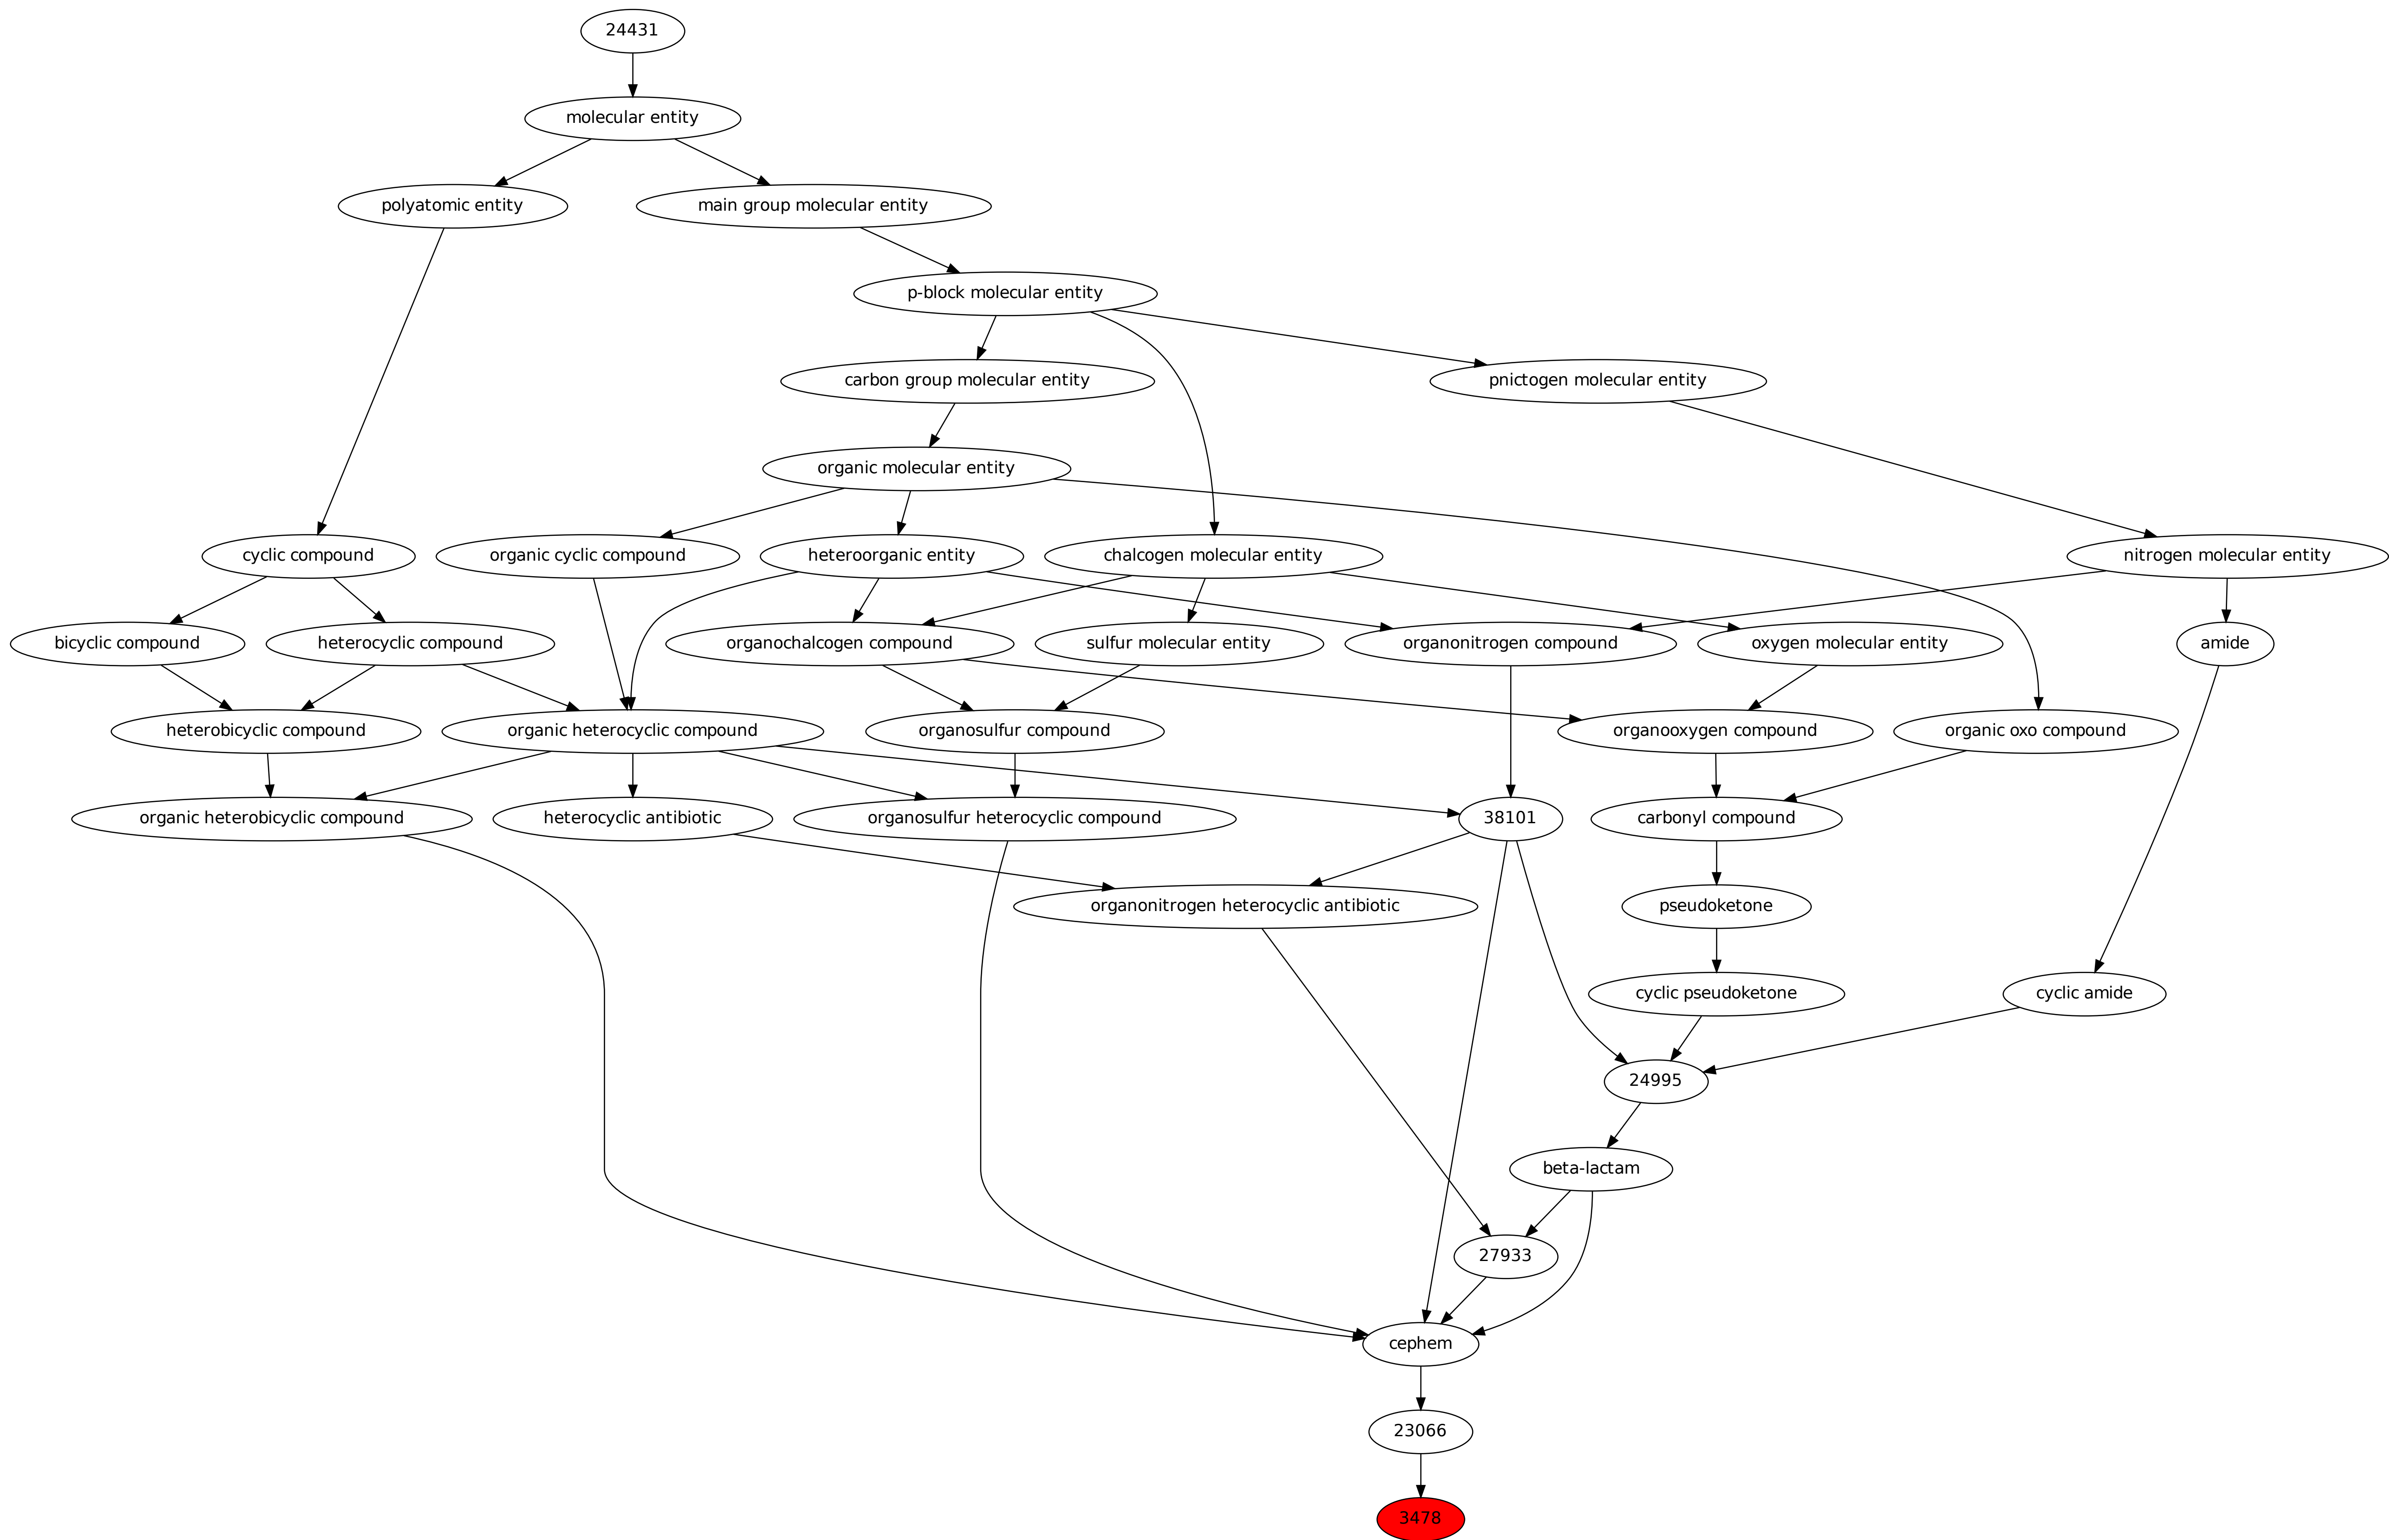 24431
molecular entity
polyatomic entity
main group molecular entity
p-block molecular entity
carbon group molecular entity
pnictogen molecular entity
organic molecular entity
cyclic compound
organic cyclic compound
heteroorganic entity
chalcogen molecular entity
nitrogen molecular entity
bicyclic compound
heterocyclic compound
organochalcogen compound
sulfur molecular entity
organonitrogen compound
oxygen molecular entity
amide
heterobicyclic compound
organic heterocyclic compound
organosulfur compound
organooxygen compound
organic oxo compound
organic heterobicyclic compound
heterocyclic antibiotic
organosulfur heterocyclic compound
38101
carbonyl compound
organonitrogen heterocyclic antibiotic
pseudoketone
cyclic pseudoketone
cyclic amide
24995
beta-lactam
27933
cephem
23066
3478